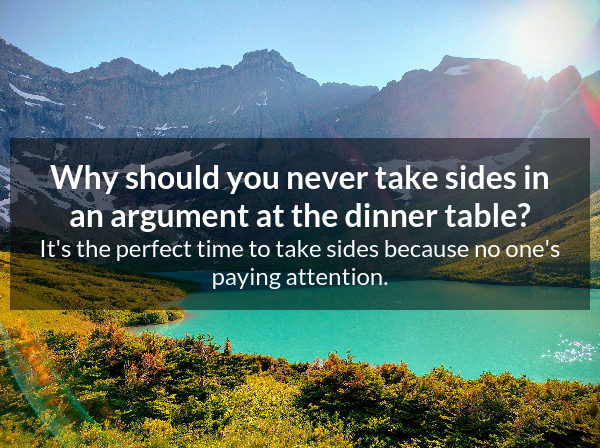 Why should you never take sides in
an argument at the dinner table?
It's the perfect time to take sides because no one's
paying attention.